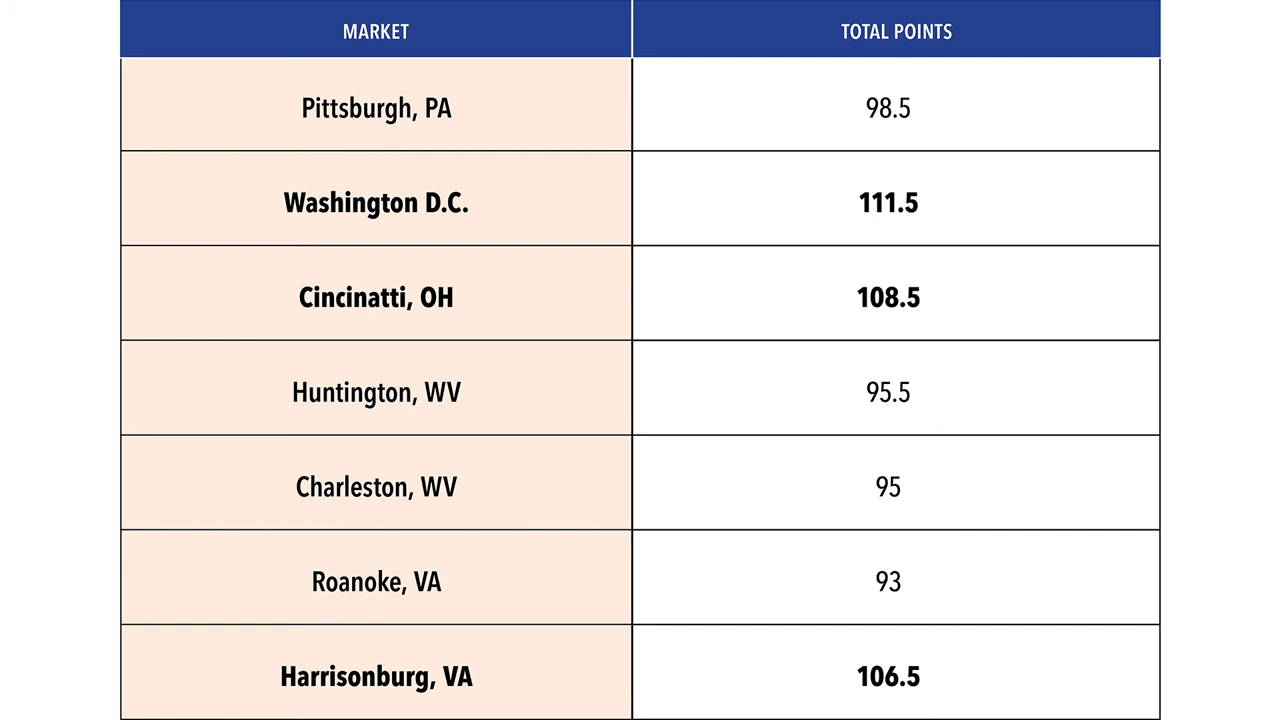 MARKET TOTAL POINTS
Pittsburgh, PA 98.5
Washington D.C. 111.5
Cincinatti, OH 108.5
Huntington, WV 95.5
Charleston, WV 95
Roanoke, VA 93
Harrisonburg, VA 106.5